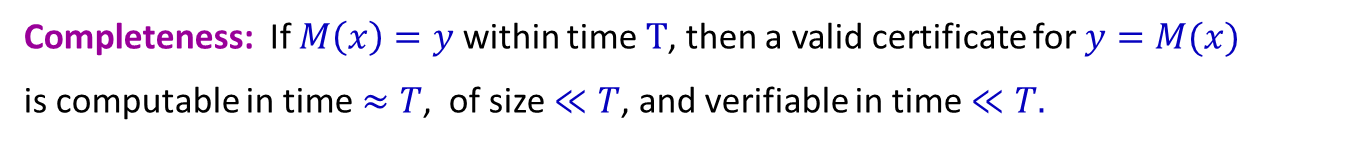 Completeness: If M(x) = y within time T, then a valid certificate for y = M(x)
is computable in time ≈ T, of size ≪ T, and verifiable in time ≪ T.